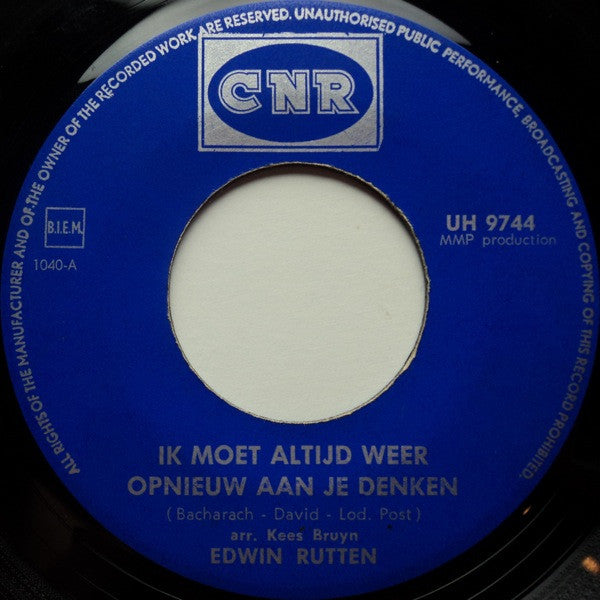 ALL RIGHTS OF THE MANUFACTURER AND OF THE OWNER OF THE RECORDED WORK ARE RESERVED. UNAUTHORISED PUBLIC PERFORMANCE, BROADCASTING AND COPYING OF THIS RECORD PROHIBITED.
CNR
B.I.E.M.
1040-A
UH 9744
MMP production
IK MOET ALTIJD WEER
OPNIEUW AAN JE DENKEN
(Bacharach - David - Lod. Post)
arr. Kees Bruyn
EDWIN RUTTEN